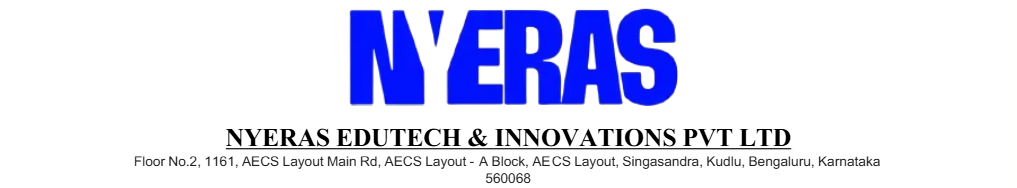 NYERAS
NYERAS EDUTECH & INNOVATIONS PVT LTD
Floor No.2, 1161, AECS Layout Main Rd, AECS Layout - A Block, AECS Layout, Singasandra, Kudlu, Bengaluru, Karnataka
560068